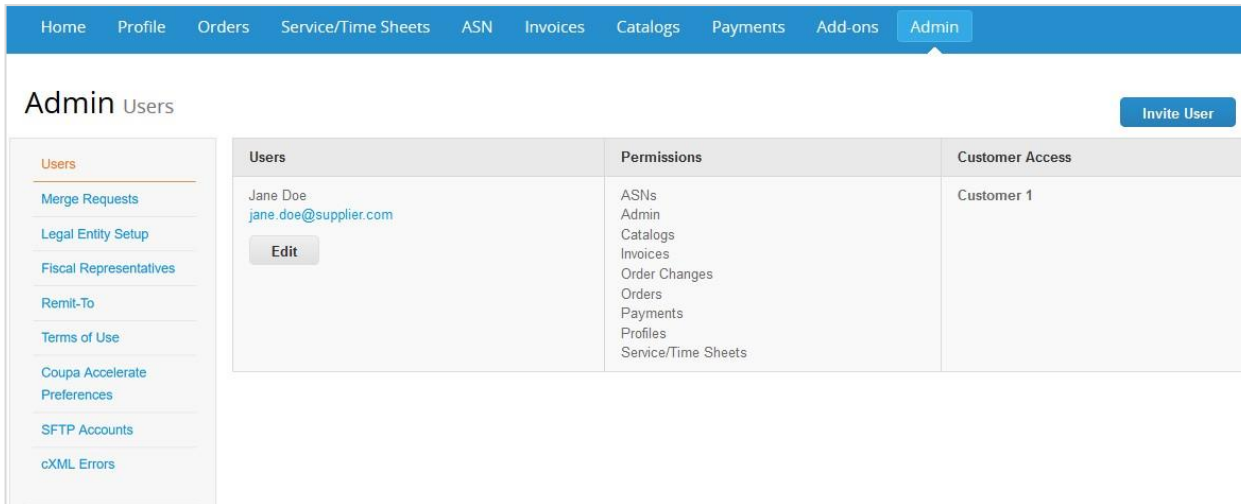 Home Profile Orders Service/Time Sheets ASN Invoices Catalogs Payments Add-ons Admin
Admin Users
Invite User
Users
Merge Requests
Legal Entity Setup
Fiscal Representatives
Remit-To
Terms of Use
Coupa Accelerate
Preferences
SFTP Accounts
cXML Errors
Users Permissions Customer Access
Jane Doe
jane.doe@supplier.com
Edit
ASNs
Admin
Catalogs
Invoices
Order Changes
Orders
Payments
Profiles
Service/Time Sheets
Customer 1